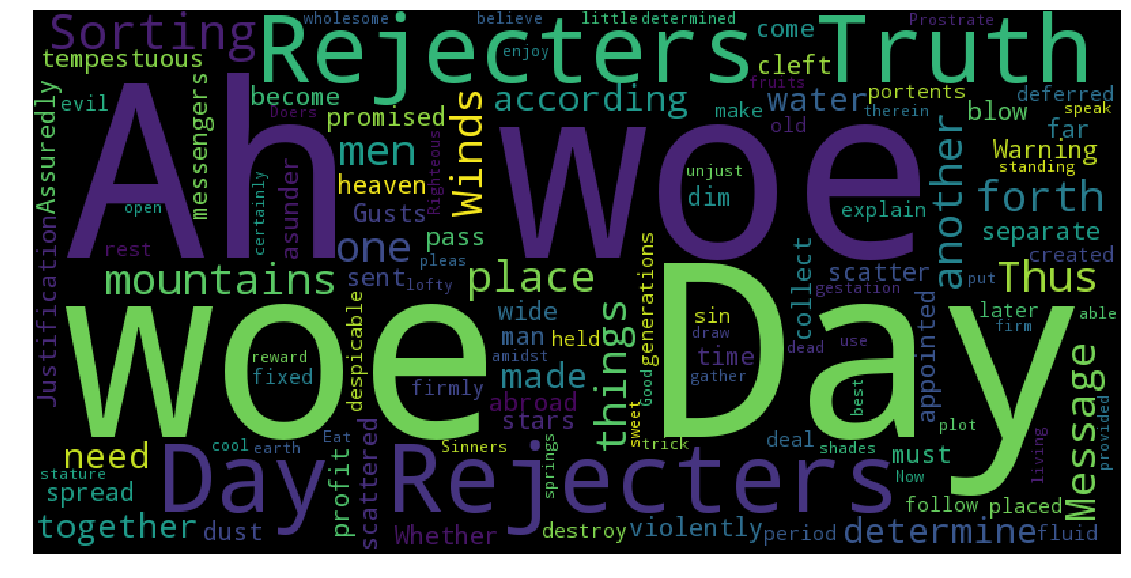 wholesome believe little determined Prostrate
Sorting Rejecters Truth come
tempestuous enjoy cleft fruits
evil become Doers promised according water portends deferred
messengers make old therein blow speak
Assuredly men Winds far
Ah woe another Warning
standing
asunder heaven Righteous unjust dim forth
open certainly Gusts explain
rest one pass separate
Justification pleas created
mountains sent lofty place generations scatter gestation put Thus
wide collect later able
man held things sin appointed firm
woe Day
reward amidst draw time dead use
fixed despicable firmly made Good gather best
abroad sweet Message
stars plot
need cool earth Eat Sinners trick deal shades must provided
stature Day Rejecters Now living
spread scattered profit springs follow placed
together dust Whether destroy violently period determine fluid